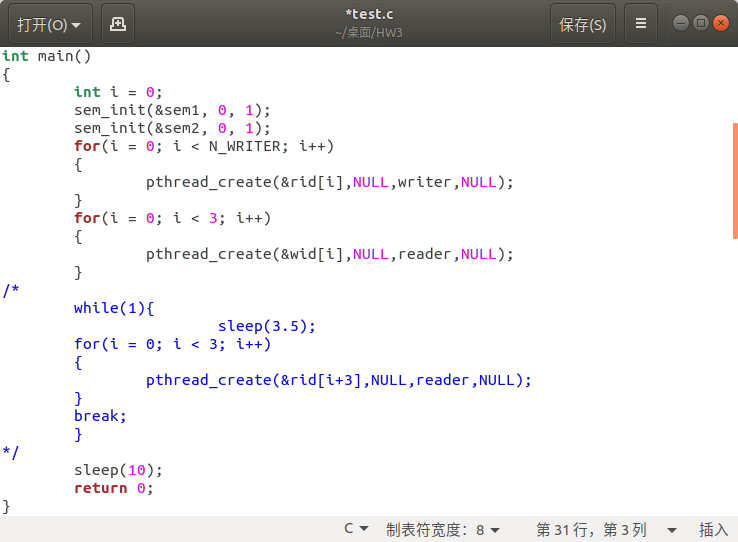 打开(O)
*test.c
~/桌面/HW3
保存(S)
int main()
{
        int i = 0;
        sem_init(&sem1, 0, 1);
        sem_init(&sem2, 0, 1);
        for(i = 0; i < N_WRITER; i++)
        {
                pthread_create(&rid[i],NULL,writer,NULL);
        }
        for(i = 0; i < 3; i++)
        {
                pthread_create(&wid[i],NULL,reader,NULL);
        }
/*
        while(1){
                        sleep(3.5);
        for(i = 0; i < 3; i++)
        {
                pthread_create(&rid[i+3],NULL,reader,NULL);
        }
        break;
        }
*/
        sleep(10);
        return 0;
}
C 制表符宽度：8 第 31 行，第 3 列 插入